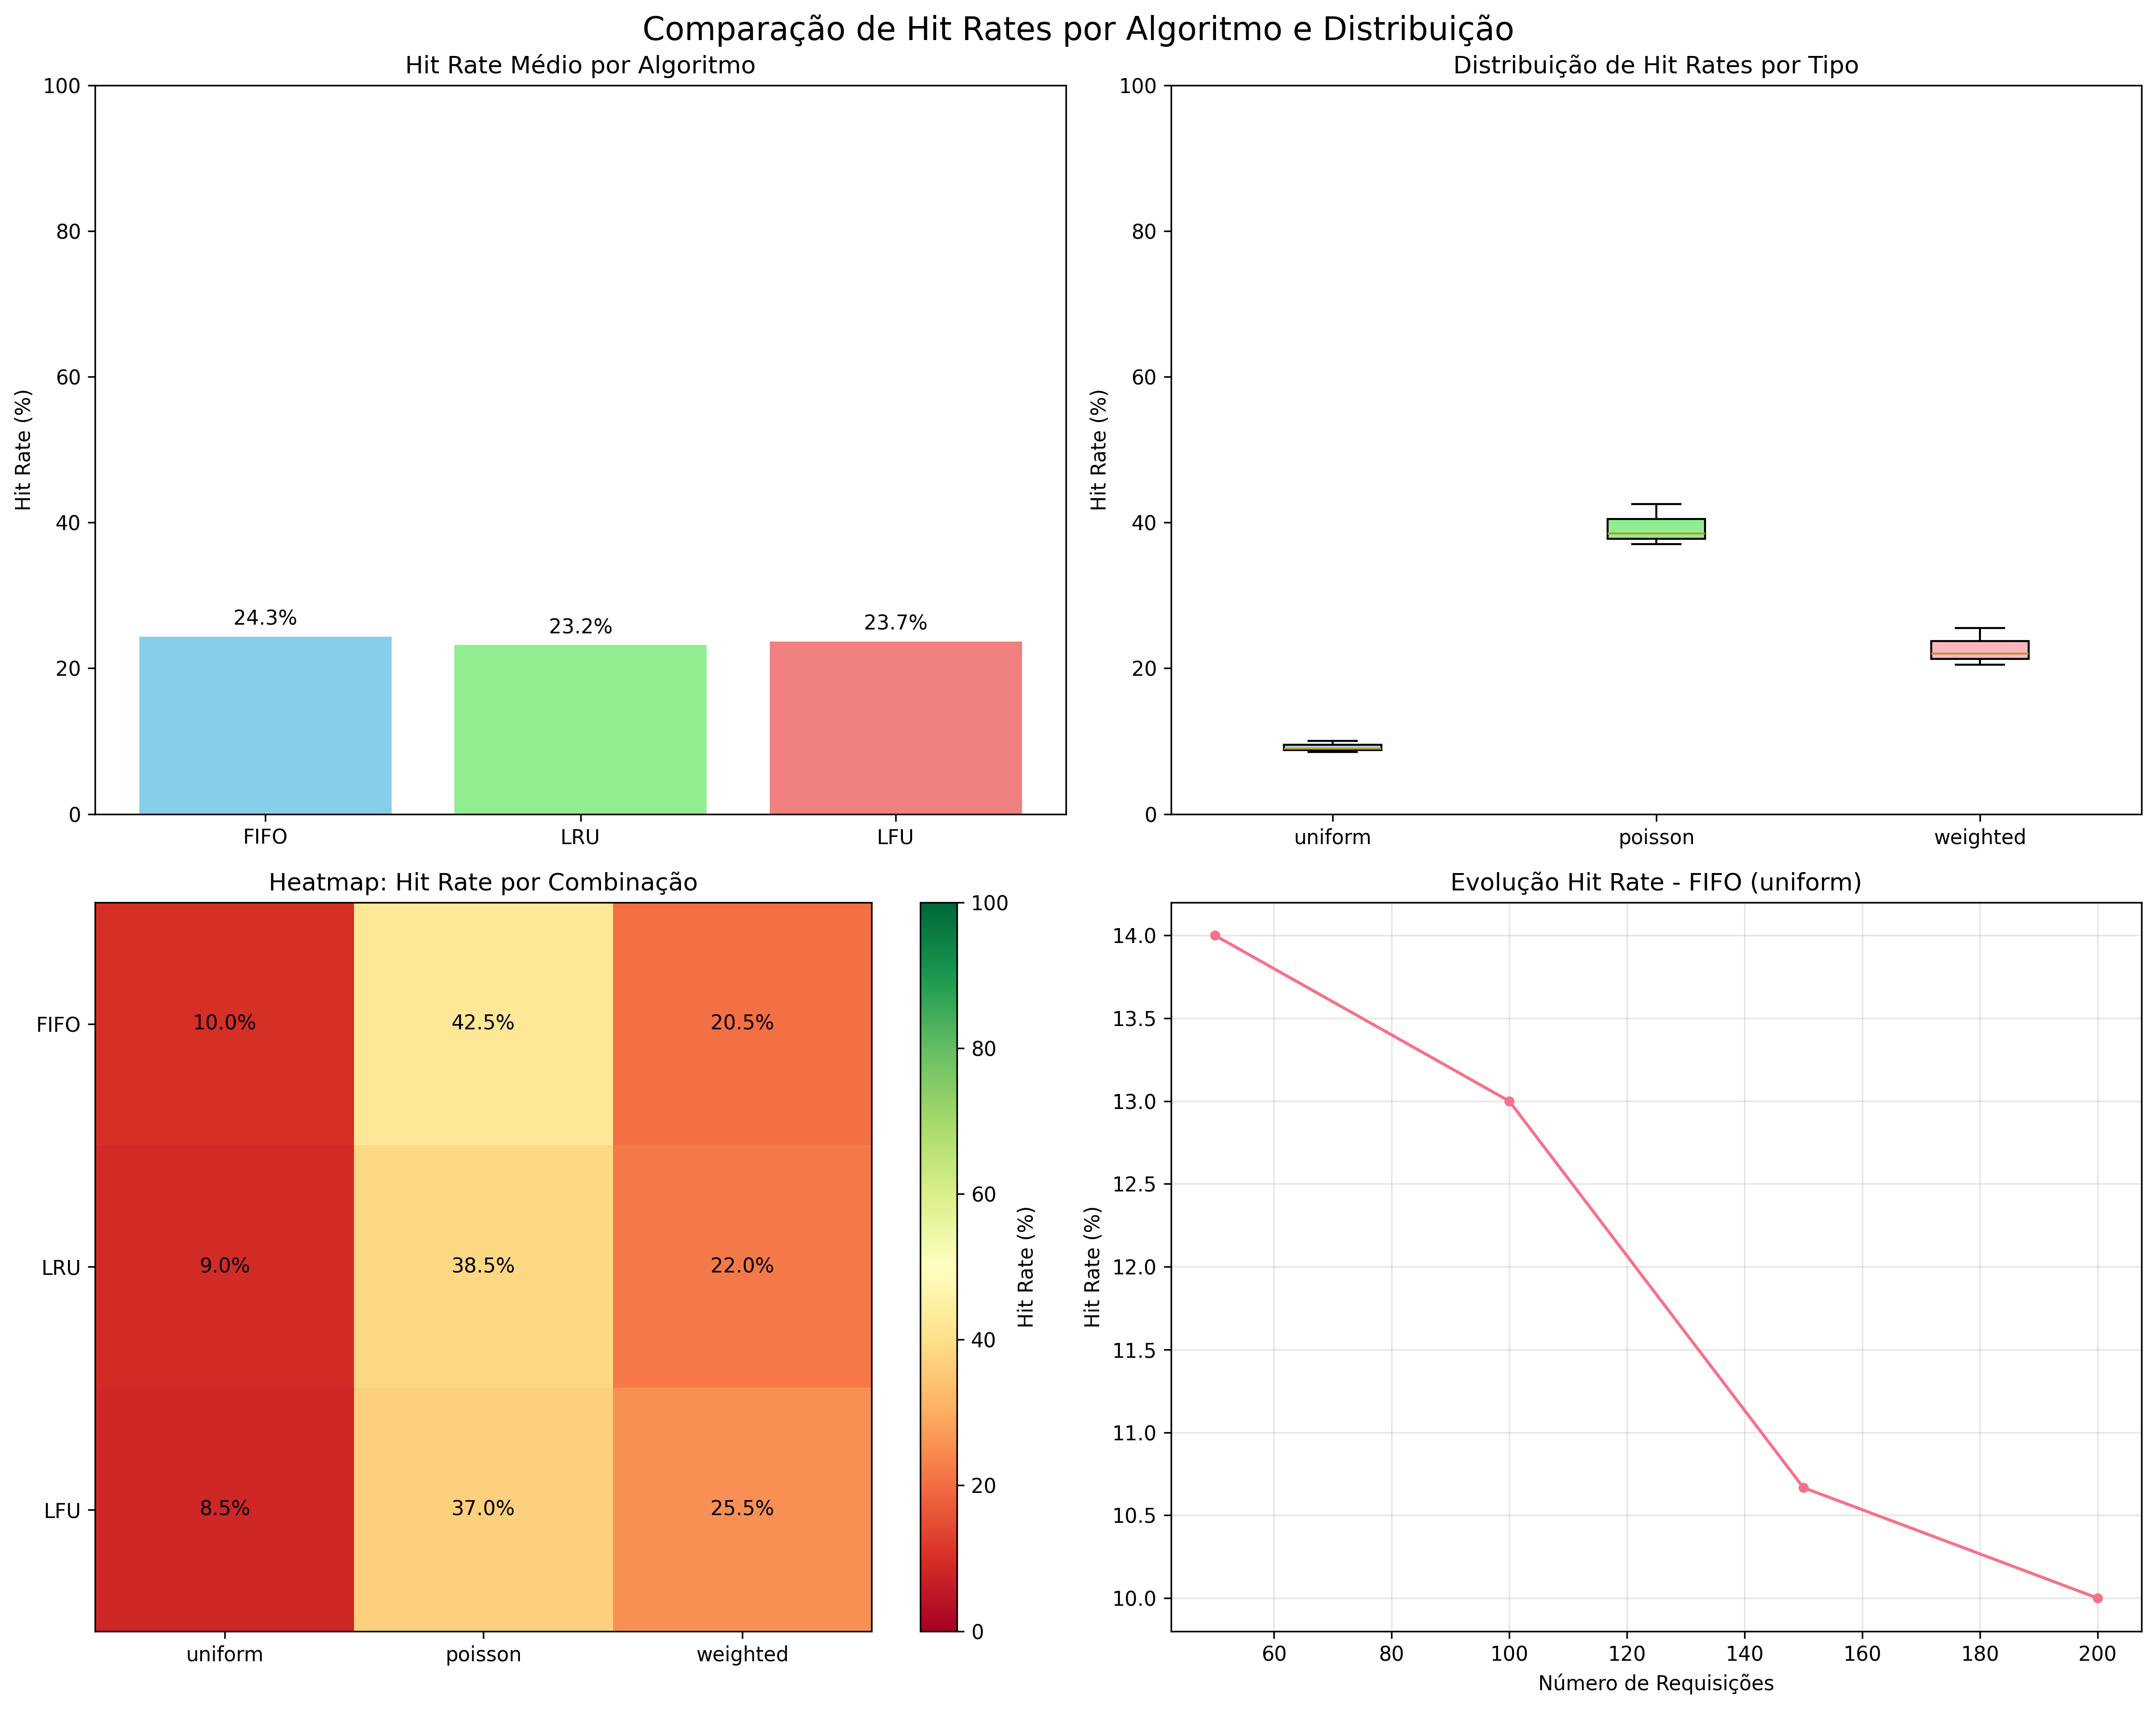 Comparação de Hit Rates por Algoritmo e Distribuição
Hit Rate Médio por Algoritmo
100
80
60
40
20
0
Hit Rate (%)
24.3%
23.2%
23.7%
FIFO
LRU
LFU
Distribuição de Hit Rates por Tipo
100
80
60
40
20
0
Hit Rate (%)
uniform
poisson
weighted
Heatmap: Hit Rate por Combinação
FIFO
LRU
LFU
10.0%
42.5%
20.5%
9.0%
38.5%
22.0%
8.5%
37.0%
25.5%
uniform
poisson
weighted
100
80
60
40
20
0
Hit Rate (%)
Evolução Hit Rate - FIFO (uniform)
14.0
13.5
13.0
12.5
12.0
11.5
11.0
10.5
10.0
Hit Rate (%)
60
80
100
120
140
160
180
200
Número de Requisições